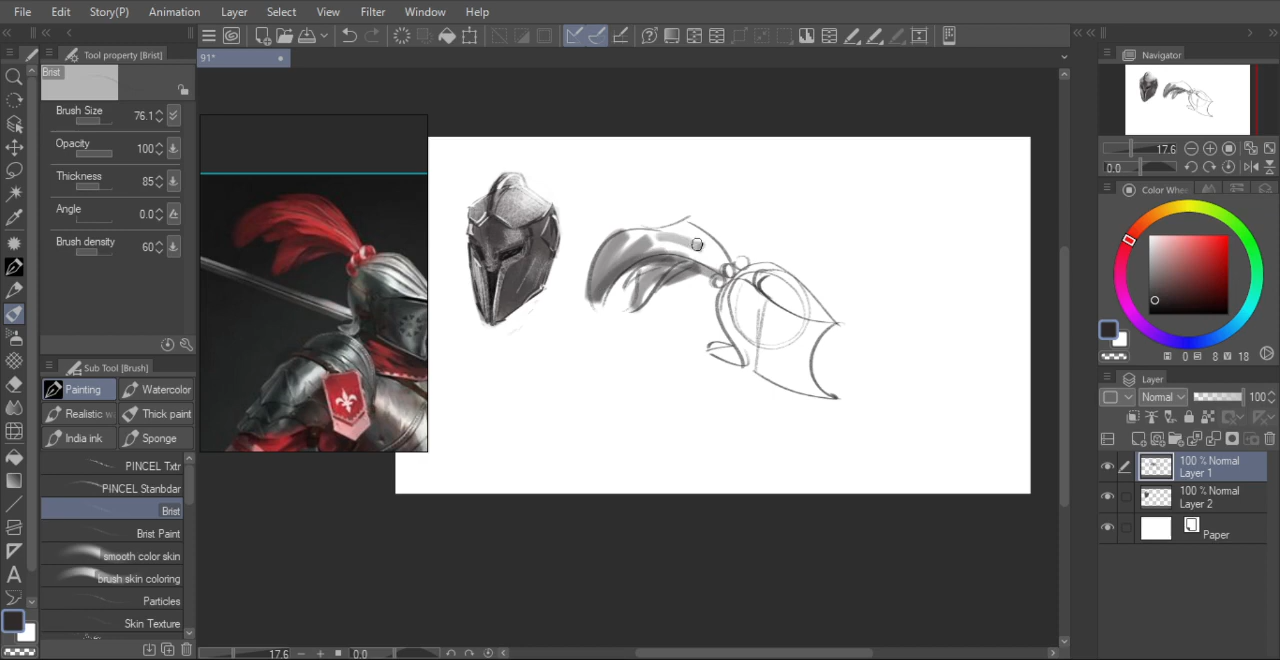 File Edit Story(P) Animation Layer Select View Filter Window Help
Tool property [Brist]
91*
Navigator
Brist
Brush Size 76.1
Opacity 100
Thickness 85
Angle 0.0
Brush density 60
17.6
0.0
Color Whe
0 8 18
Sub Tool [Brush]
Painting Watercolor
Realistic w Thick paint
India ink Sponge
PINCEL Txtr
PINCEL Stanbdar
Brist
Brist Paint
smooth color skin
brush skin coloring
Particles
Skin Texture
Layer
Normal 100
100 % Normal
Layer 1
100 % Normal
Layer 2
Paper
17.6 0.0